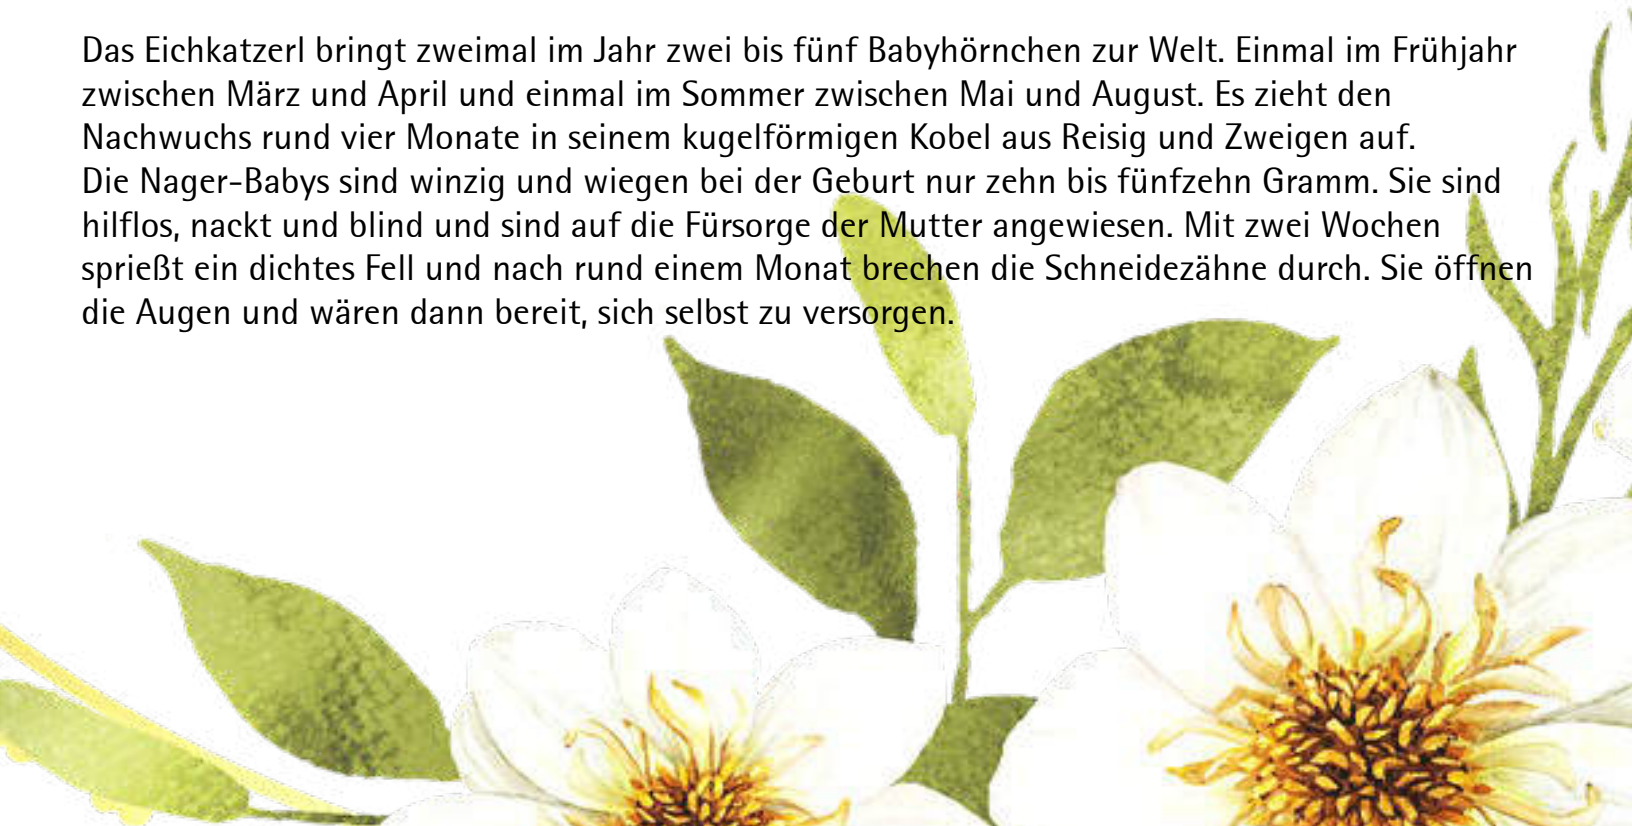 Das Eichkatzerl bringt zweimal im Jahr zwei bis fünf Babyhörnchen zur Welt. Einmal im Frühjahr
zwischen März und April und einmal im Sommer zwischen Mai und August. Es zieht den
Nachwuchs rund vier Monate in seinem kugelförmigen Kobel aus Reisig und Zweigen auf.
Die Nager-Babys sind winzig und wiegen bei der Geburt nur zehn bis fünfzehn Gramm. Sie sind
hilflos, nackt und blind und sind auf die Fürsorge der Mutter angewiesen. Mit zwei Wochen
sprießt ein dichtes Fell und nach rund einem Monat brechen die Schneidezähne durch. Sie öffnen
die Augen und wären dann bereit, sich selbst zu versorgen.